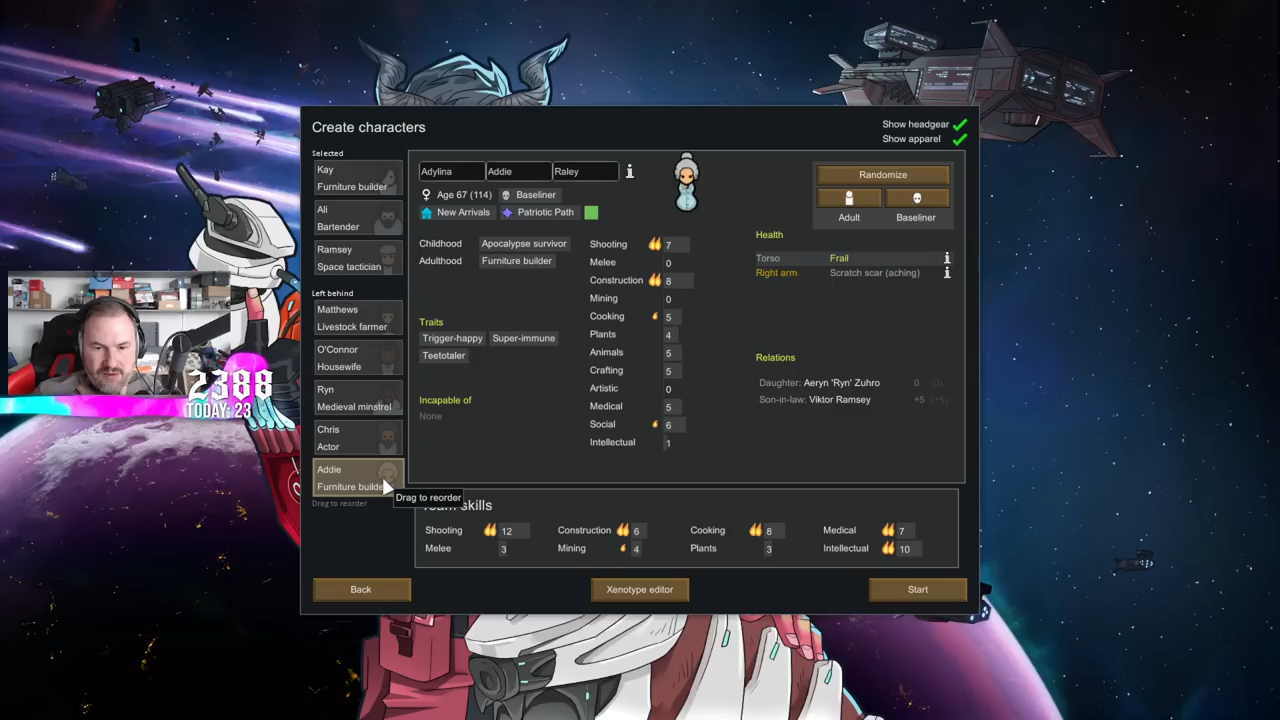 Create characters
Show headgear
Show apparel
Selected
Kay
Furniture builder
Ali
Bartender
Ramsey
Space tactician
Left behind
Matthews
Livestock farmer
O'Connor
Housewife
Ryn
Medieval minstrel
Chris
Actor
Addie
Furniture builde
Drag to reorder
Drag to reorder
Adylina Addie Raley
Age 67 (114) Baseliner
New Arrivals Patriotic Path
Childhood Apocalypse survivor
Adulthood Furniture builder
Traits
Trigger-happy Super-immune
Teetotaler
Incapable of
None
Shooting 7
Melee 0
Construction 8
Mining 0
Cooking 5
Plants 4
Animals 5
Crafting 5
Artistic 0
Medical 5
Social 6
Intellectual 1
Randomize
Adult Baseliner
Health
Torso Frail
Right arm Scratch scar (aching)
Relations
Daughter: Aeryn 'Ryn' Zuhro 0 (0)
Son-in-law: Viktor Ramsey +5 (+5)
skills
Shooting 12 Construction 6 Cooking 8 Medical 7
Melee 3 Mining 4 Plants 3 Intellectual 10
Back Xenotype editor Start
2388
TODAY: 23